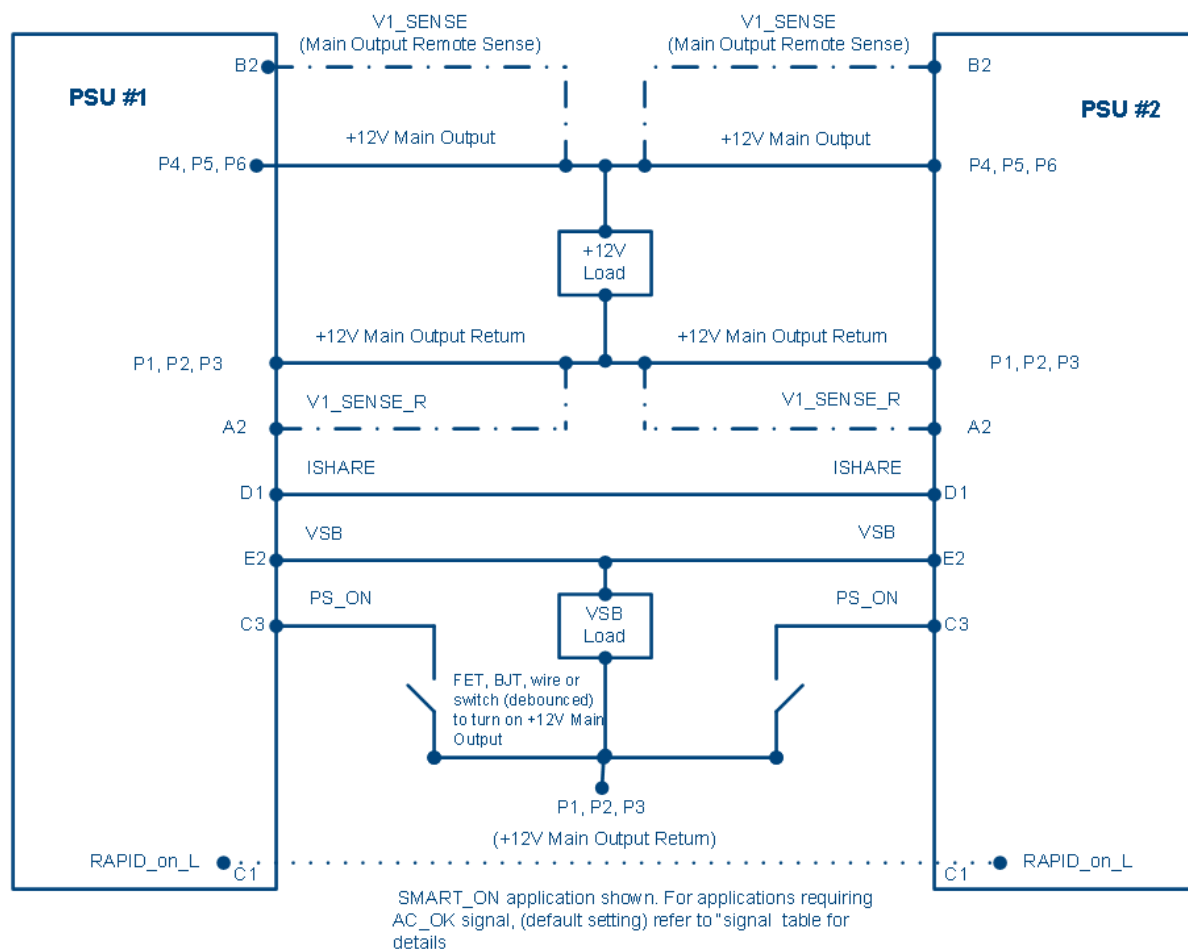 V1_SENSE
(Main Output Remote Sense)
V1_SENSE
(Main Output Remote Sense)
B2
B2
PSU #1
PSU #2
+12V Main Output
+12V Main Output
P4, P5, P6
P4, P5, P6
+12V
Load
+12V Main Output Return
+12V Main Output Return
P1, P2, P3
P1, P2, P3
V1_SENSE_R
V1_SENSE_R
A2
A2
ISHARE
ISHARE
D1
D1
VSB
VSB
E2
E2
PS_ON
PS_ON
VSB
Load
C3
C3
FET, BJT, wire or
switch (debounced)
to turn on +12V Main
Output
P1, P2, P3
(+12V Main Output Return)
RAPID_on_L
RAPID_on_L
C1
C1
SMART_ON application shown. For applications requiring
AC_OK signal, (default setting) refer to "signal table for
details